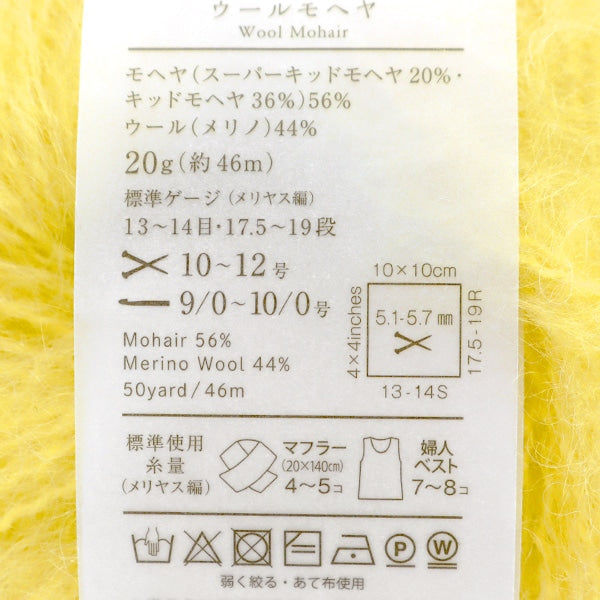 ウールモヘヤ
Wool Mohair
モヘヤ(スーパーキッドモヘヤ 20%・
キッドモヘヤ 36%)56%
ウール(メリノ)44%
20g(約46m)
標準ゲージ(メリヤス編)
13〜14目・17.5〜19段
10〜12号
9/0〜10/0号
Mohair 56%
Merino Wool 44%
50yard/46m
10×10cm
4×4inches
5.1-5.7mm
17.5-19R
13-14S
標準使用
糸量
(メリヤス編)
マフラー
(20×140cm)
4〜5コ
婦人
ベスト
7〜8コ
P
W
弱く絞る・あて布使用